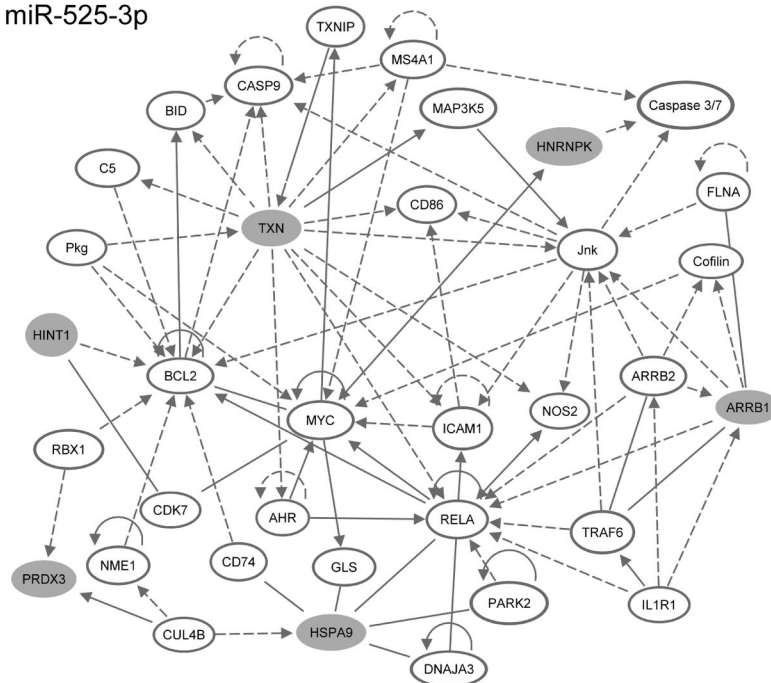 miR-525-3p
TXNIP
MS4A1
CASP9
BID
MAP3K5
Caspase 3/7
HNRNPK
C5
FLNA
CD86
TXN
Pkg
Jnk
Cofilin
HINT1
BCL2
ARRB2
ARRB1
MYC
ICAM1
NOS2
RBX1
CDK7
AHR
RELA
TRAF6
PRDX3
NME1
CD74
GLS
PARK2
IL1R1
CUL4B
HSPA9
DNAJA3